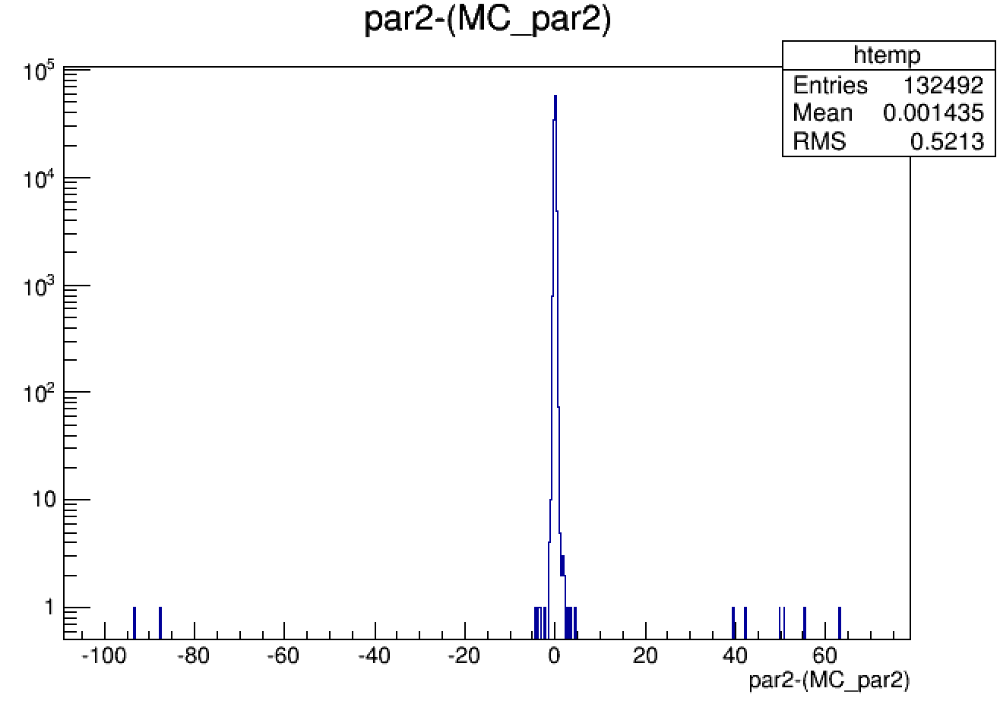 par2-(MC_par2)
htemp
Entries 132492
Mean 0.001435
RMS 0.5213
10^5
10^4
10^3
10^2
10
1
-100 -80 -60 -40 -20 0 20 40 60
par2-(MC_par2)